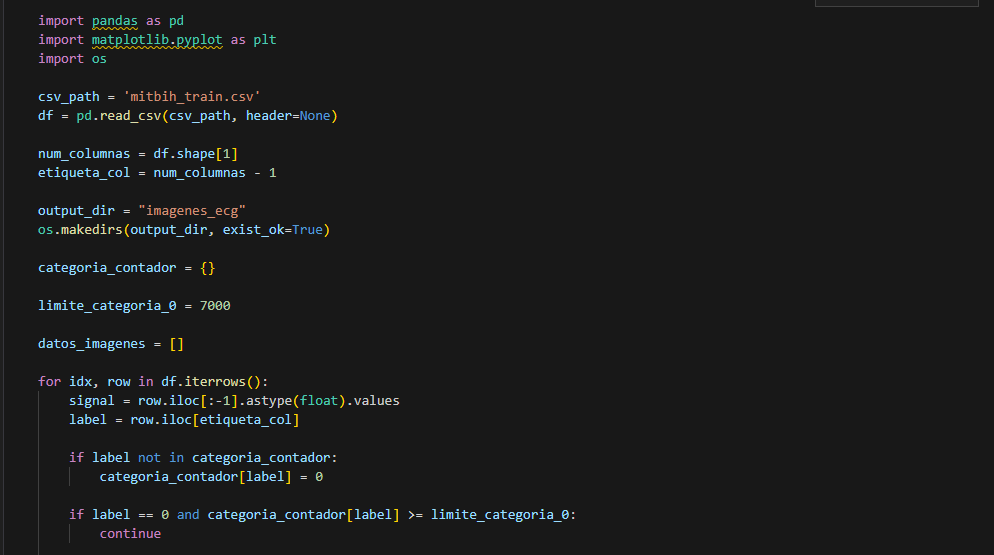 import pandas as pd
import matplotlib.pyplot as plt
import os
csv_path = 'mitbih_train.csv'
df = pd.read_csv(csv_path, header=None)
num_columnas = df.shape[1]
etiqueta_col = num_columnas - 1
output_dir = "imagenes_ecg"
os.makedirs(output_dir, exist_ok=True)
categoria_contador = {}
limite_categoria_0 = 7000
datos_imagenes = []
for idx, row in df.iterrows():
    signal = row.iloc[:-1].astype(float).values
    label = row.iloc[etiqueta_col]
    if label not in categoria_contador:
        categoria_contador[label] = 0
    if label == 0 and categoria_contador[label] >= limite_categoria_0:
        continue